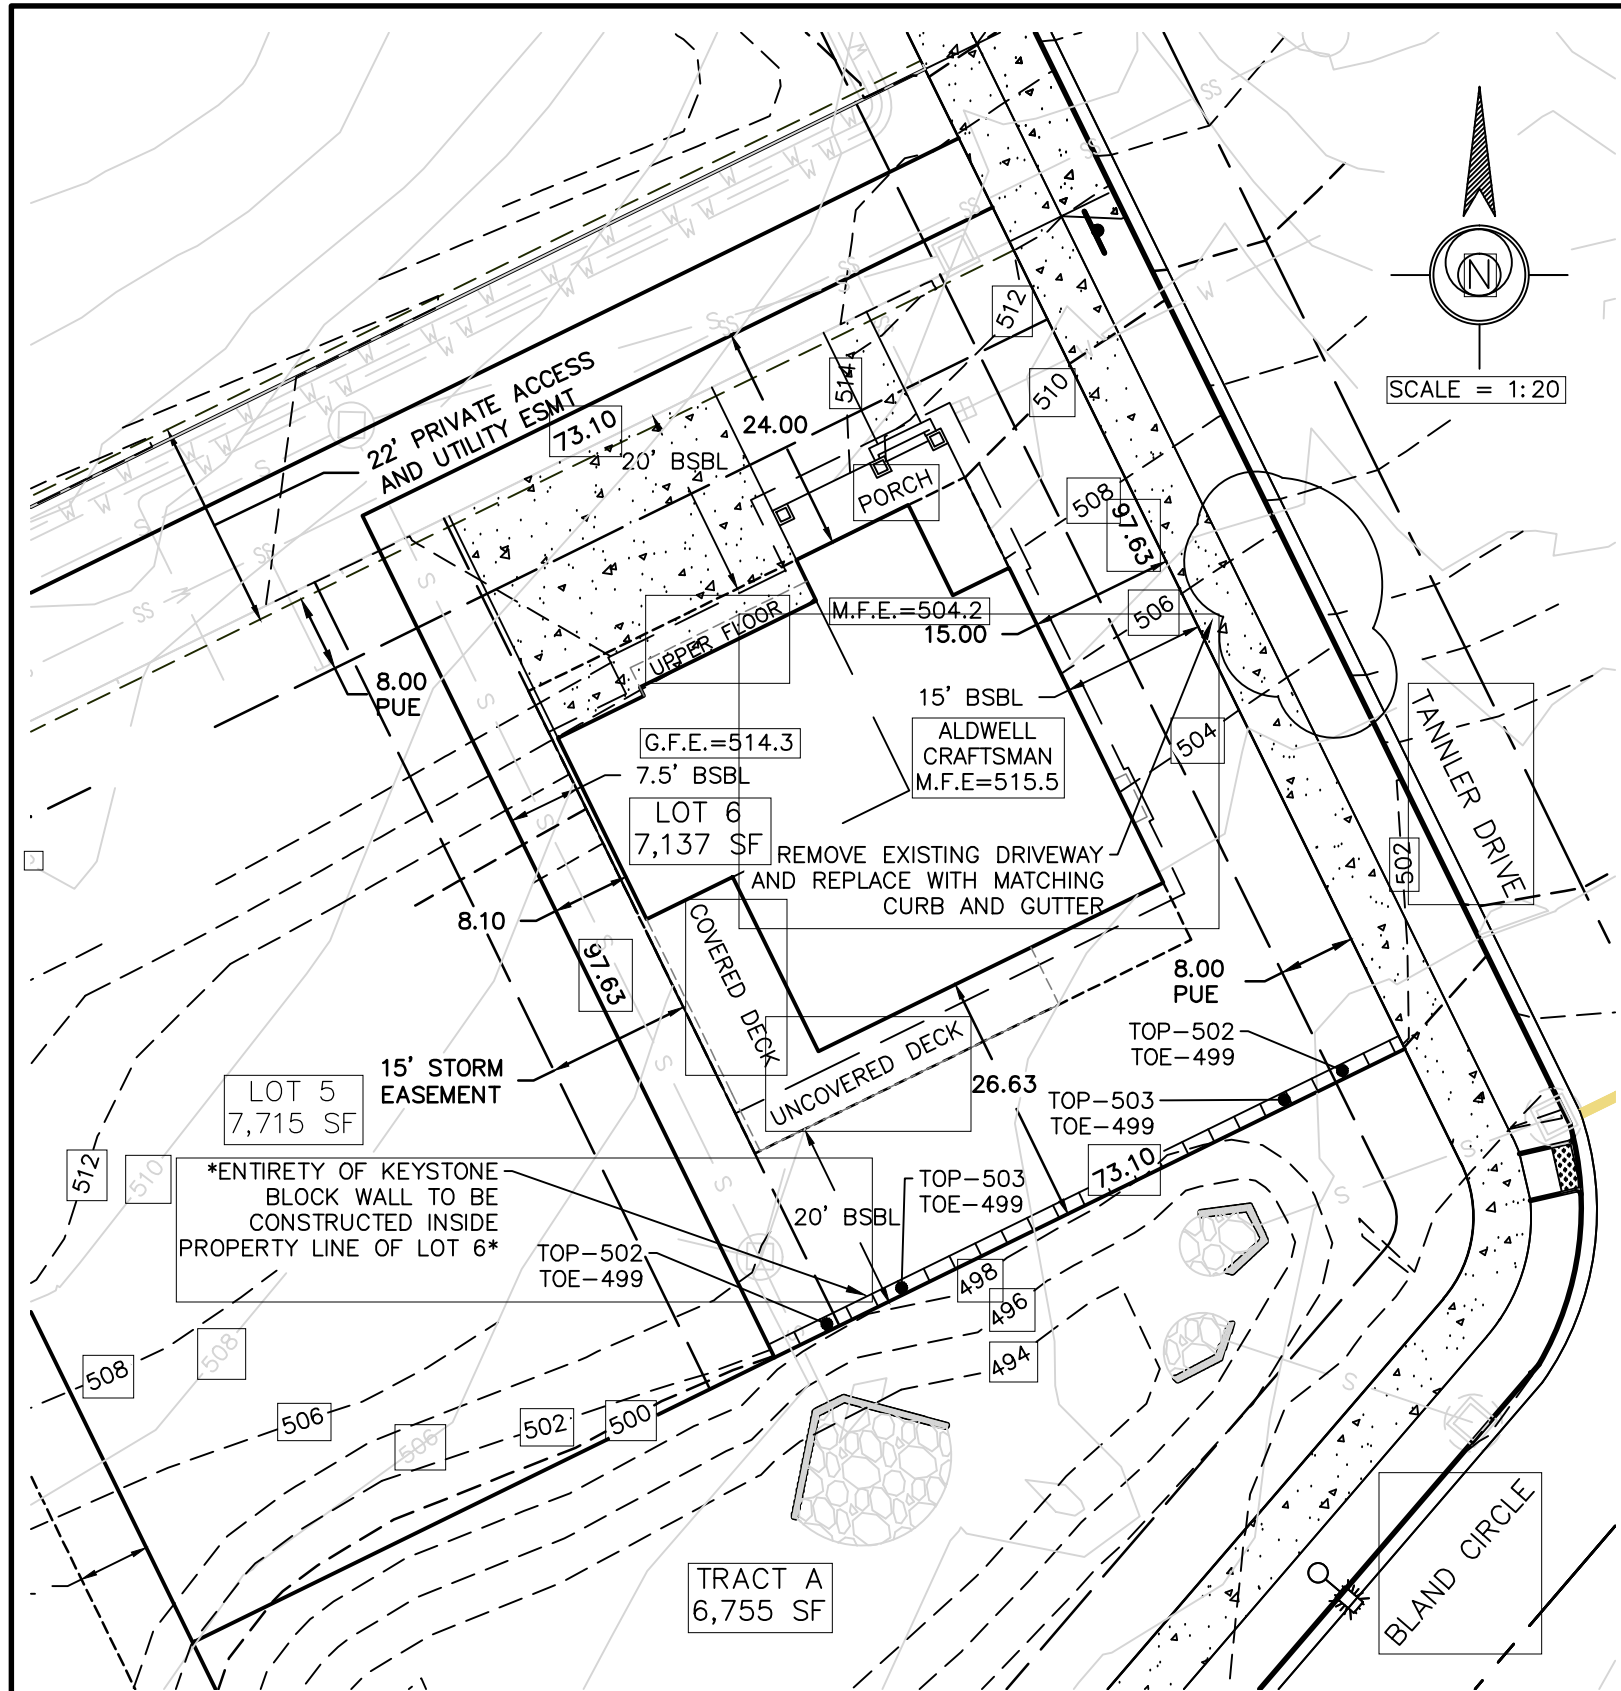 SCALE = 1:20
N
22' PRIVATE ACCESS
AND UTILITY ESMT
73.10
20' BSBL
24.00
514
512
510
508
97.63
506
504
502
PORCH
UPPER FLOOR
M.F.E.=504.2
15.00
15' BSBL
8.00
PUE
G.F.E.=514.3
7.5' BSBL
LOT 6
7,137 SF
ALDWELL
CRAFTSMAN
M.F.E=515.5
REMOVE EXISTING DRIVEWAY
AND REPLACE WITH MATCHING
CURB AND GUTTER
TANNLER DRIVE
8.10
97.63
COVERED DECK
UNCOVERED DECK
8.00
PUE
15' STORM
EASEMENT
26.63
TOP-502
TOE-499
TOP-503
TOE-499
73.10
LOT 5
7,715 SF
*ENTIRETY OF KEYSTONE
BLOCK WALL TO BE
CONSTRUCTED INSIDE
PROPERTY LINE OF LOT 6*
TOP-503
TOE-499
20' BSBL
TOP-502
TOE-499
512
510
508
508
506
506
502
500
498
496
494
TRACT A
6,755 SF
BLAND CIRCLE
SS
SS
SS
SS
SS
SS
SS
W
W
W
W
S
S
S
S
S
S
S
S
S